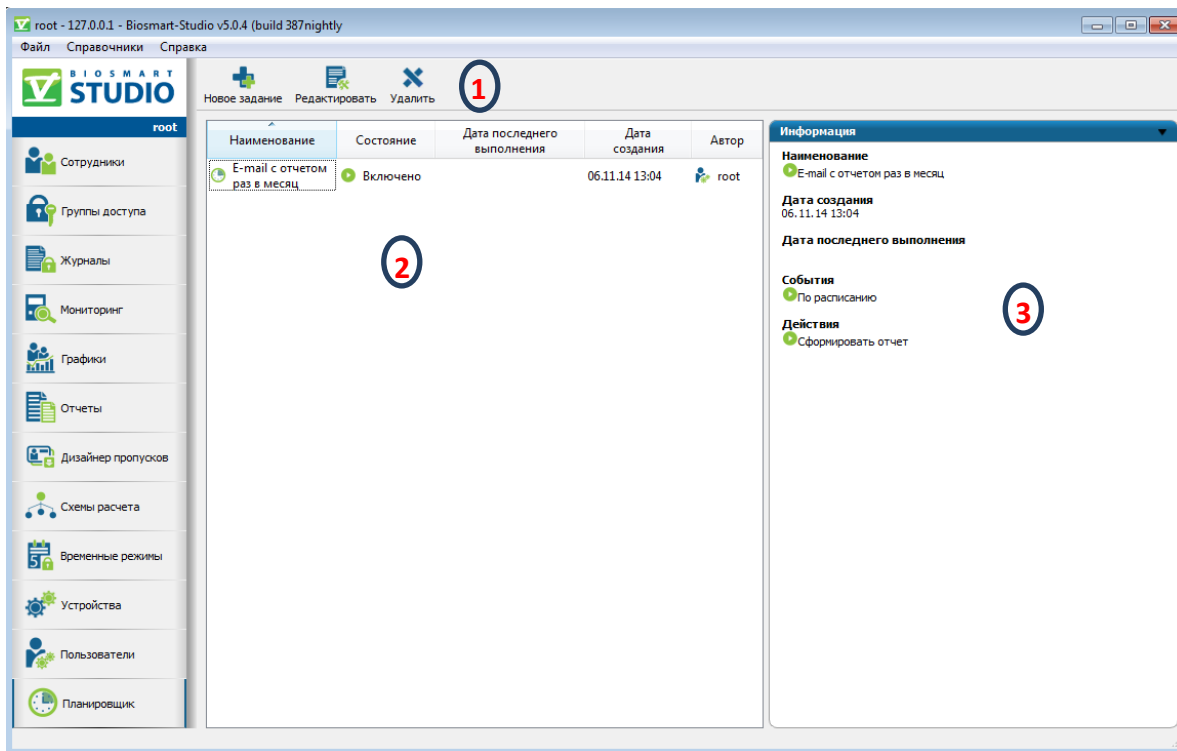 root - 127.0.0.1 - Biosmart-Studio v5.0.4 (build 387nightly
Файл Справочники Справка
BIOSMART
V STUDIO
Новое задание Редактировать Удалить
1
root
Сотрудники
Группы доступа
Журналы
Мониторинг
Графики
Отчеты
Дизайнер пропусков
Схемы расчета
5 Временные режимы
Устройства
Пользователи
Планировщик
Наименование Состояние Дата последнего выполнения Дата создания Автор
E-mail с отчетом
раз в месяц
Включено 06.11.14 13:04 root
2
Информация
Наименование
E-mail с отчетом раз в месяц
Дата создания
06.11.14 13:04
Дата последнего выполнения
События
По расписанию
Действия
Сформировать отчет
3